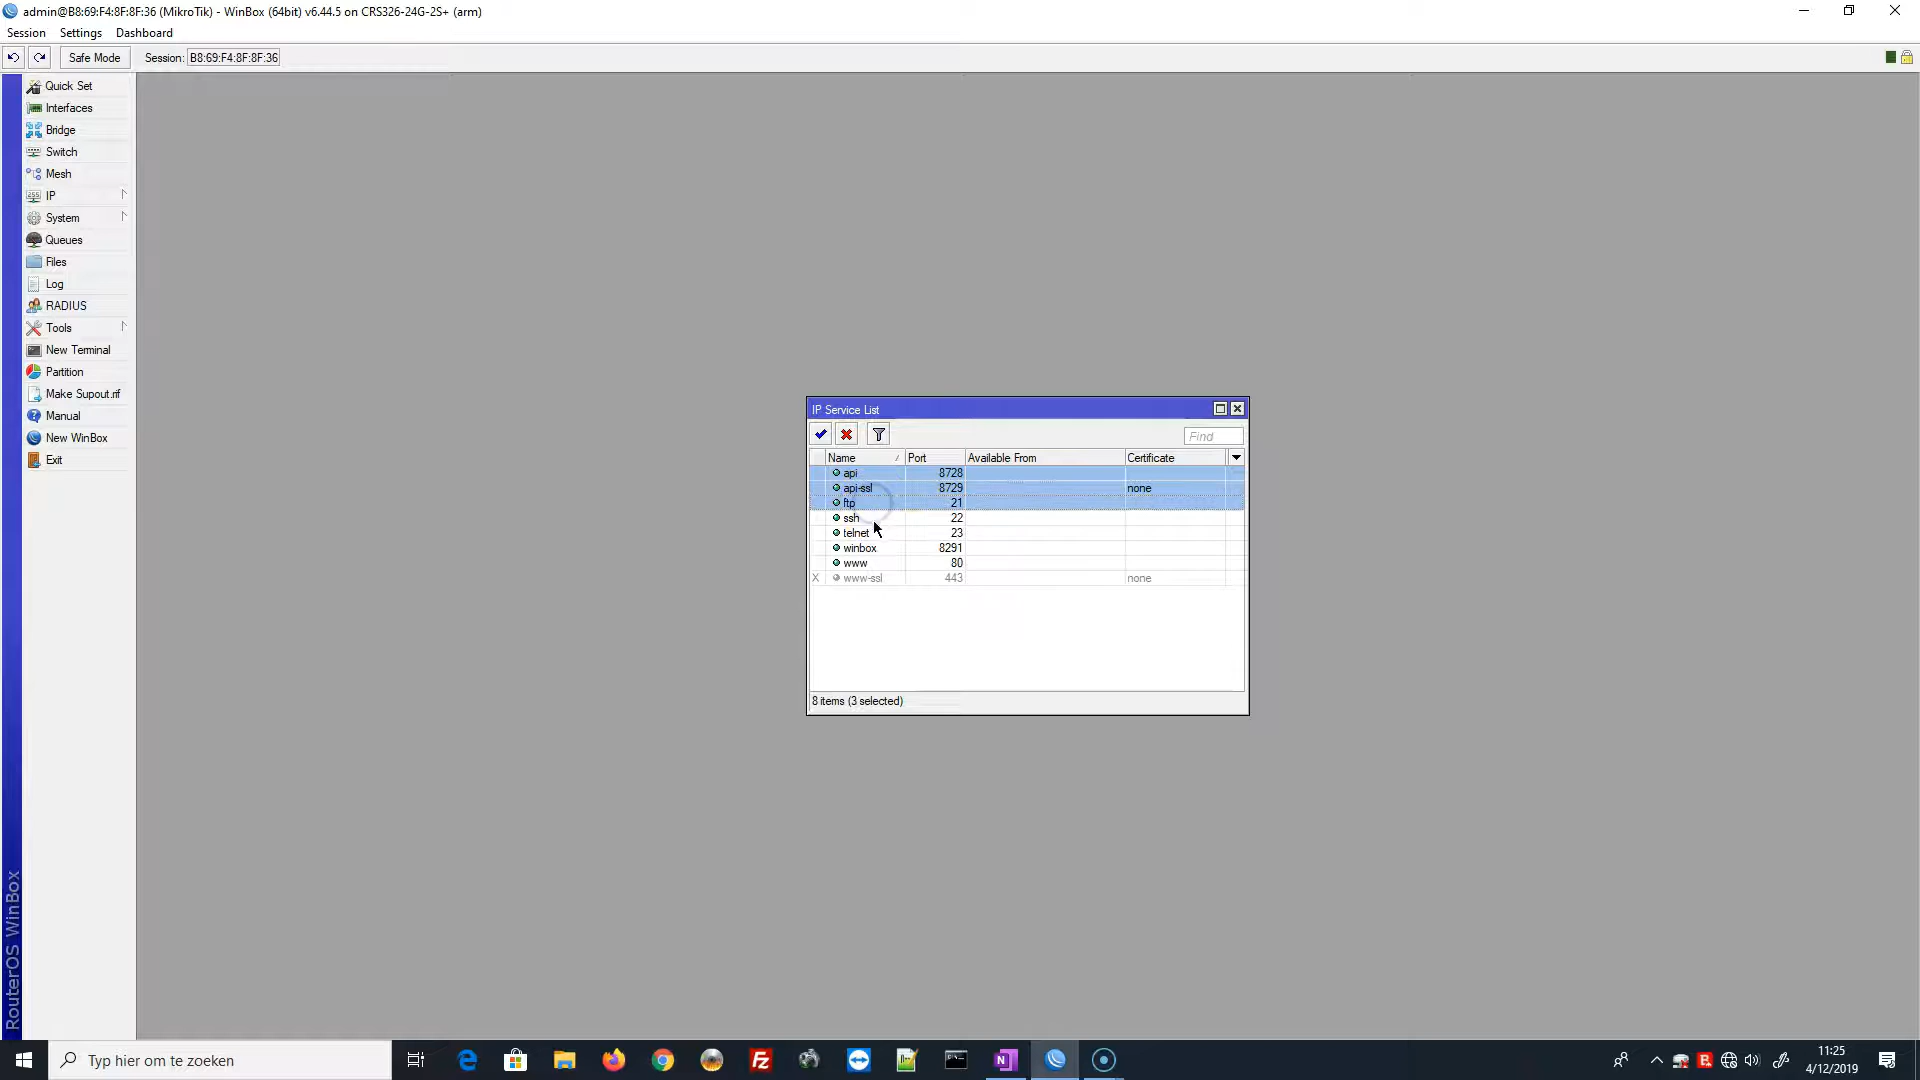 admin@B8:69:F4:8F:8F:36 (MikroTik) - WinBox (64bit) v6.44.5 on CRS326-24G-2S+ (arm)
Session Settings Dashboard
Safe Mode Session: B8:69:F4:8F:8F:36
Quick Set
Interfaces
Bridge
Switch
Mesh
IP
System
Queues
Files
Log
RADIUS
Tools
New Terminal
Partition
Make Supout.rif
Manual
New WinBox
Exit
RouterOS WinBox
IP Service List
Find
Name Port Available From Certificate
api 8728
api-ssl 8729 none
ftp 21
ssh 22
telnet 23
winbox 8291
www 80
X www-ssl 443 none
8 items (3 selected)
Typ hier om te zoeken
11:25
4/12/2019